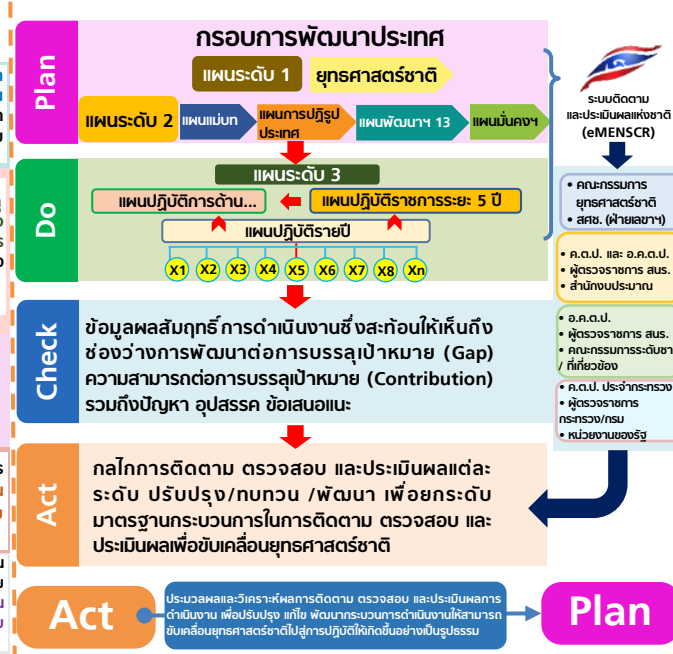 Plan
กรอบการพัฒนาประเทศ
แผนระดับ 1
ยุทธศาสตร์ชาติ
แผนระดับ 2
แผนแม่บท
แผนการปฏิรูป
ประเทศ
แผนพัฒนาฯ 13
แผนมั่นคงฯ
Do
แผนระดับ 3
แผนปฏิบัติการด้าน...
แผนปฏิบัติราชการระยะ 5 ปี
แผนปฏิบัติรายปี
X1 X2 X3 X4 X5 X6 X7 X8 Xn
Check
ข้อมูลผลสัมฤทธิ์การดำเนินงานซึ่งสะท้อนให้เห็นถึง
ช่องว่างการพัฒนาต่อการบรรลุเป้าหมาย (Gap)
ความสามารถต่อการบรรลุเป้าหมาย (Contribution)
รวมถึงปัญหา อุปสรรค ข้อเสนอแนะ
Act
กลไกการติดตาม ตรวจสอบ และประเมินผลแต่ละ
ระดับ ปรับปรุง/ทบทวน /พัฒนา เพื่อยกระดับ
มาตรฐานกระบวนการในการติดตาม ตรวจสอบ และ
ประเมินผลเพื่อขับเคลื่อนยุทธศาสตร์ชาติ
ระบบติดตาม
และประเมินผลแห่งชาติ
(eMENSCR)
• คณะกรรมการ
ยุทธศาสตร์ชาติ
• สศช. (ฝ่ายเลขาฯ)
• ค.ต.ป. และ อ.ค.ต.ป.
• ผู้ตรวจราชการ สนร.
• สำนักงบประมาณ
• อ.ค.ต.ป.
• ผู้ตรวจราชการ สนร.
• คณะกรรมการระดับชา
/ ที่เกี่ยวข้อง
• ค.ต.ป. ประจำกระทรวง
• ผู้ตรวจราชการ
กระทรวง/กรม
• หน่วยงานของรัฐ
Act
ประมวลผลและวิเคราะห์ผลการติดตาม ตรวจสอบ และประเมินผลการ
ดำเนินงาน เพื่อปรับปรุง แก้ไข พัฒนากระบวนการดำเนินงานให้สามารถ
ขับเคลื่อนยุทธศาสตร์ชาติไปสู่การปฏิบัติให้เกิดขึ้นอย่างเป็นรูปธรรม
Plan